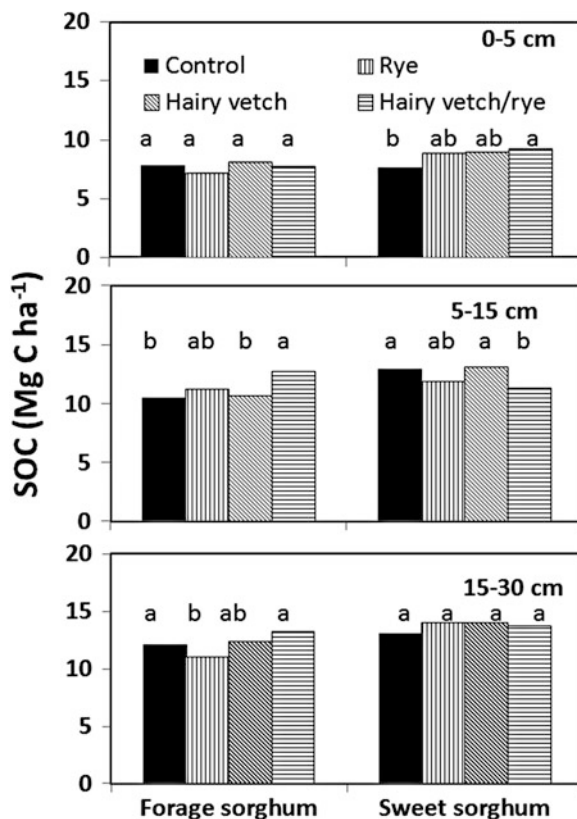 20
0-5 cm
15
Control
Rye
Hairy vetch
Hairy vetch/rye
10
a a a a
b ab ab a
5
0
SOC (Mg C ha⁻¹)
20
5-15 cm
15
b ab b a
a ab a b
10
5
0
20
15-30 cm
15
a b ab a
a a a a
10
5
0
Forage sorghum Sweet sorghum